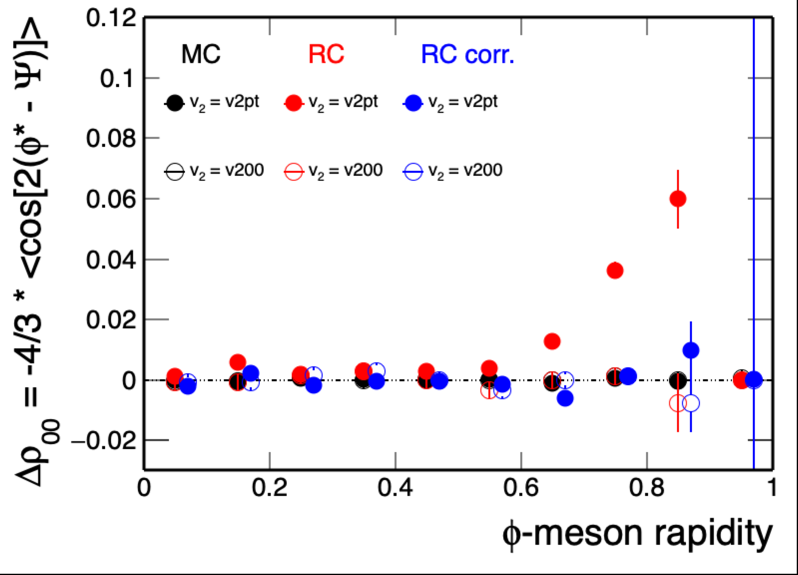 Δρ₀₀ = -4/3 * <cos[2(ϕ* - Ψ)]>
0.12
0.1
0.08
0.06
0.04
0.02
0
−0.02
MC RC RC corr.
v₂ = v2pt v₂ = v2pt v₂ = v2pt
v₂ = v200 v₂ = v200 v₂ = v200
0 0.2 0.4 0.6 0.8 1
ϕ-meson rapidity